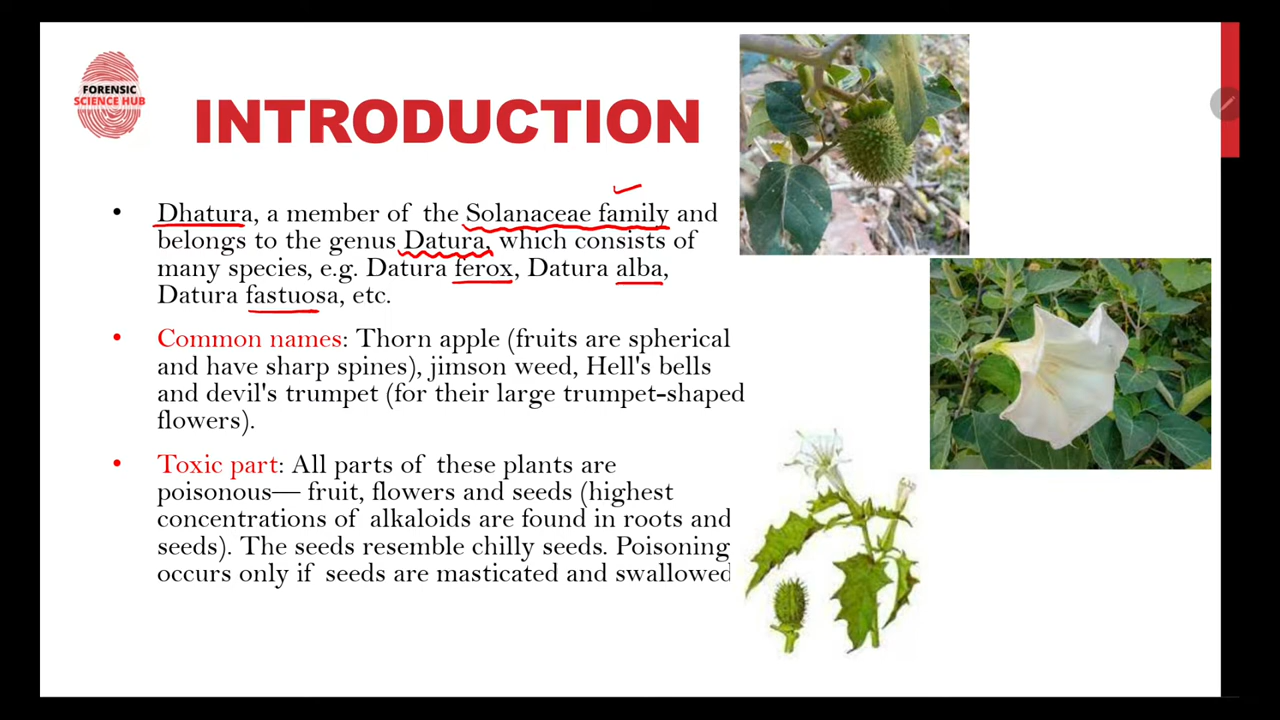 FORENSIC
SCIENCE HUB
INTRODUCTION
• Dhatura, a member of the Solanaceae family and
belongs to the genus Datura, which consists of
many species, e.g. Datura ferox, Datura alba,
Datura fastuosa, etc.
• Common names: Thorn apple (fruits are spherical
and have sharp spines), jimson weed, Hell's bells
and devil's trumpet (for their large trumpet-shaped
flowers).
• Toxic part: All parts of these plants are
poisonous— fruit, flowers and seeds (highest
concentrations of alkaloids are found in roots and
seeds). The seeds resemble chilly seeds. Poisoning
occurs only if seeds are masticated and swallowed